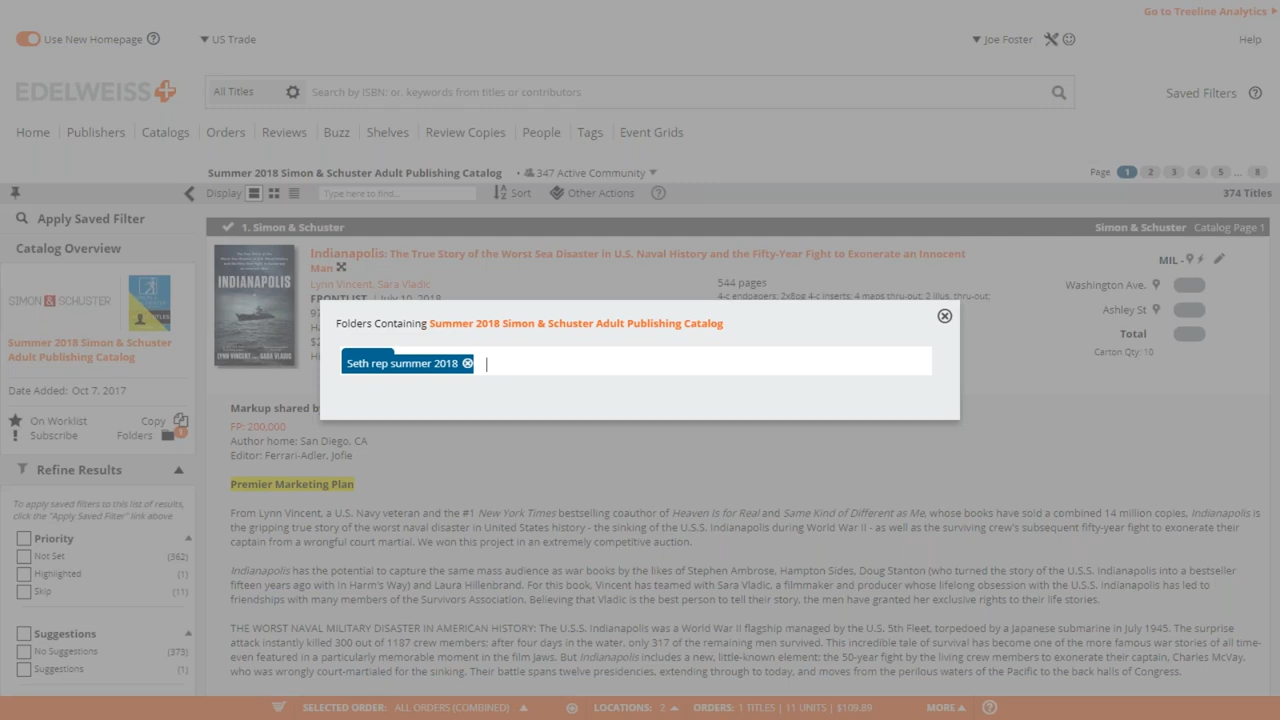 Go to Treeline Analytics
Use New Homepage
US Trade
Joe Foster
Help
EDELWEISS
All Titles
Search by ISBN: or, keywords from titles or contributors
Saved Filters
Home
Publishers
Catalogs
Orders
Reviews
Buzz
Shelves
Review Copies
People
Tags
Event Grids
Summer 2018 Simon & Schuster Adult Publishing Catalog
347 Active Community
Page 1 2 3 4 5 ... 8
Display
Type here to find...
Sort
Other Actions
374 Titles
Apply Saved Filter
Catalog Overview
SIMON & SCHUSTER
Summer 2018 Simon & Schuster
Adult Publishing Catalog
Date Added: Oct 7, 2017
On Worklist
Copy
Subscribe
Folders
1
Refine Results
To apply saved filters to this list of results,
click the "Apply Saved Filter" link above
Priority
Not Set (362)
Highlighted (1)
Skip (11)
Suggestions
No Suggestions (373)
Suggestions (1)
1. Simon & Schuster
Simon & Schuster Catalog Page 1
INDIANAPOLIS
LYNN VINCENT SARA VLADIC
Indianapolis: The True Story of the Worst Sea Disaster in U.S. Naval History and the Fifty-Year Fight to Exonerate an Innocent
Man
Lynn Vincent, Sara Vladic
FRONTLIST | July 10, 2018
544 pages
4-c endpapers; 2x8pg 4-c inserts; 4 maps thru-out; 2 illus. thru-out;
MIL -
Washington Ave.
Ashley St
Total
Carton Qty: 10
Folders Containing Summer 2018 Simon & Schuster Adult Publishing Catalog
Seth rep summer 2018
Markup shared b
FP: 200,000
Author home: San Diego, CA
Editor: Ferrari-Adler, Jofie
Premier Marketing Plan
From Lynn Vincent, a U.S. Navy veteran and the #1 New York Times bestselling coauthor of Heaven Is for Real and Same Kind of Different as Me, whose books have sold a combined 14 million copies, Indianapolis is
the gripping true story of the worst naval disaster in United States history - the sinking of the U.S.S. Indianapolis during World War II - as well as the surviving crew's subsequent fifty-year fight to exonerate their
captain from a wrongful court martial. We won this project in an extremely competitive auction.
Indianapolis has the potential to capture the same mass audience as war books by the likes of Stephen Ambrose, Hampton Sides, Doug Stanton (who turned the story of the U.S.S. Indianapolis into a bestseller
fifteen years ago with In Harm's Way) and Laura Hillenbrand. For this book, Vincent has teamed with Sara Vladic, a filmmaker and producer whose lifelong obsession with the U.S.S. Indianapolis has led to
friendships with many members of the Survivors Association. Believing that Vladic is the best person to tell their story, the men have granted her exclusive rights to their life stories.
THE WORST NAVAL MILITARY DISASTER IN AMERICAN HISTORY: The U.S.S. Indianapolis was a World War II flagship managed by the U.S. 5th Fleet, torpedoed by a Japanese submarine in July 1945. The surprise
attack instantly killed 300 out of 1187 crew members; after four days in the water, only 317 of the remaining men survived. This incredible tale of survival has become one of the more famous war stories of all time-
even featured in a particularly memorable moment in the film Jaws. But Indianapolis includes a new, little-known element: the 50-year fight by the living crew members to exonerate their captain, Charles McVay,
who was wrongly court-martialed for the sinking. Their battle spans twelve presidencies, extending through to today, and moves from the perilous waters of the Pacific to the back halls of Congress.
SELECTED ORDER: ALL ORDERS (COMBINED)
LOCATIONS: 2
ORDERS: 1 TITLES | 11 UNITS | $109.89
MORE